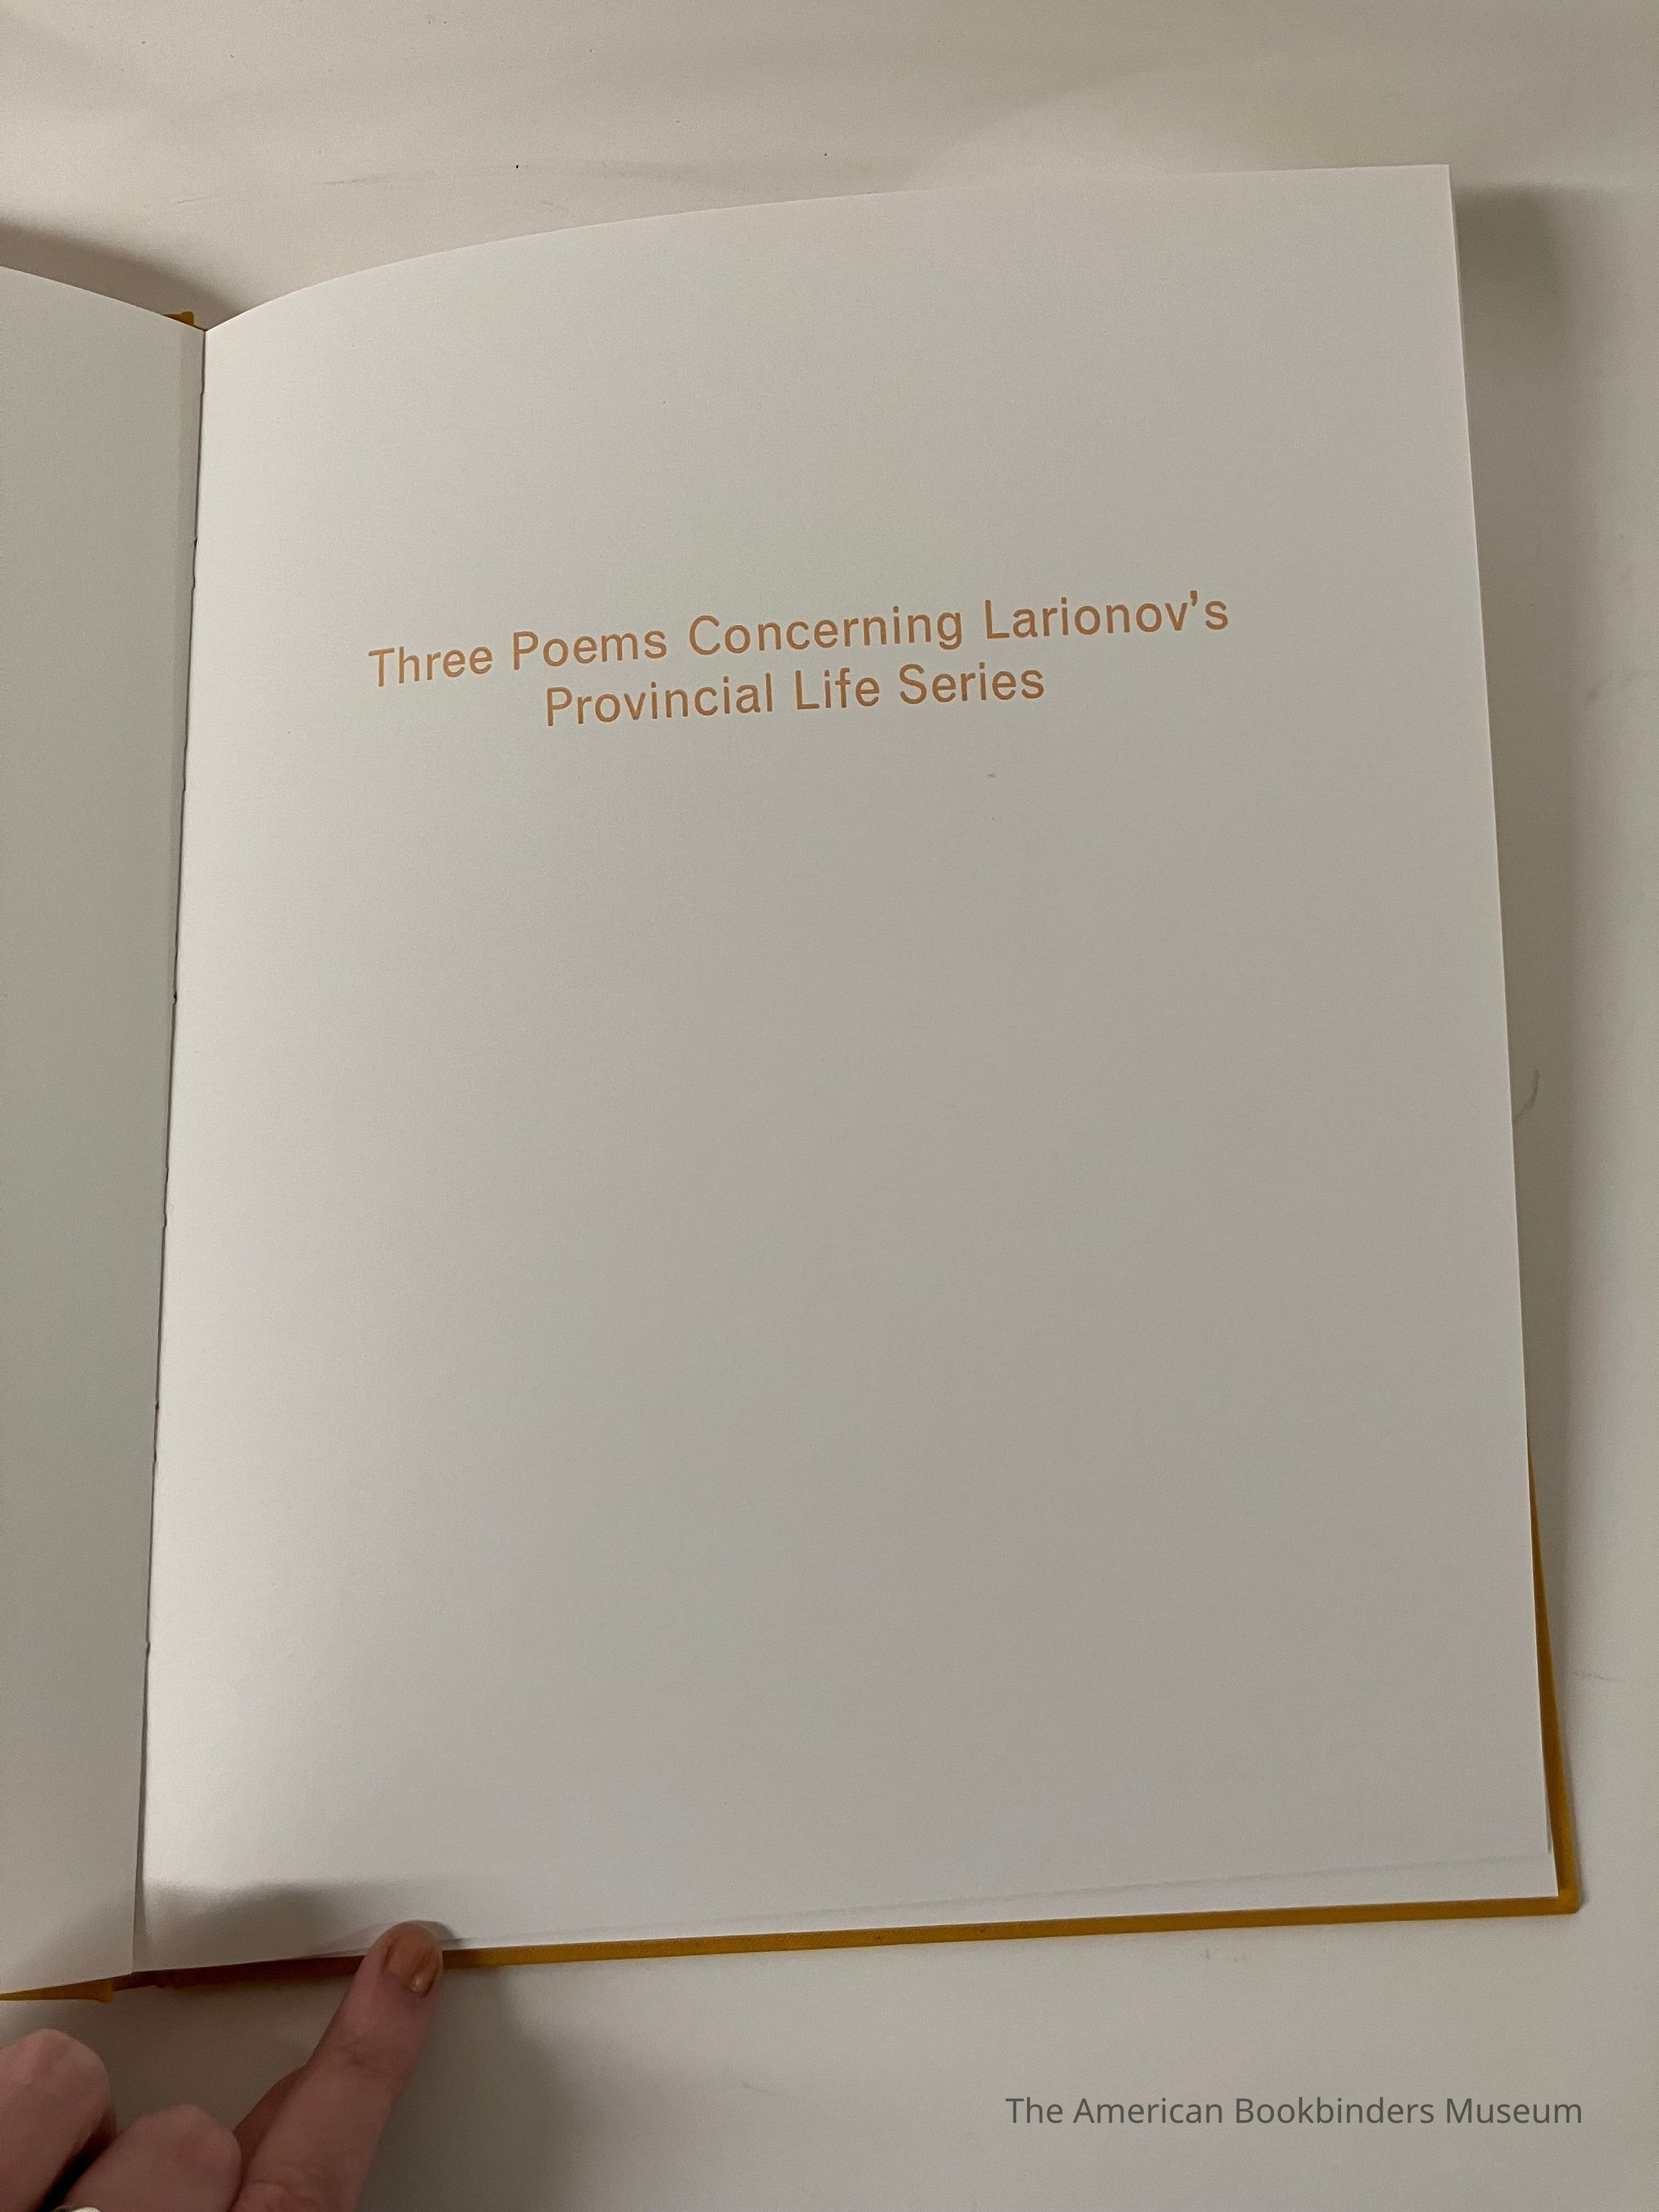 Three Poems Concerning Larionov’s
Provincial Life Series
The American Bookbinders Museum